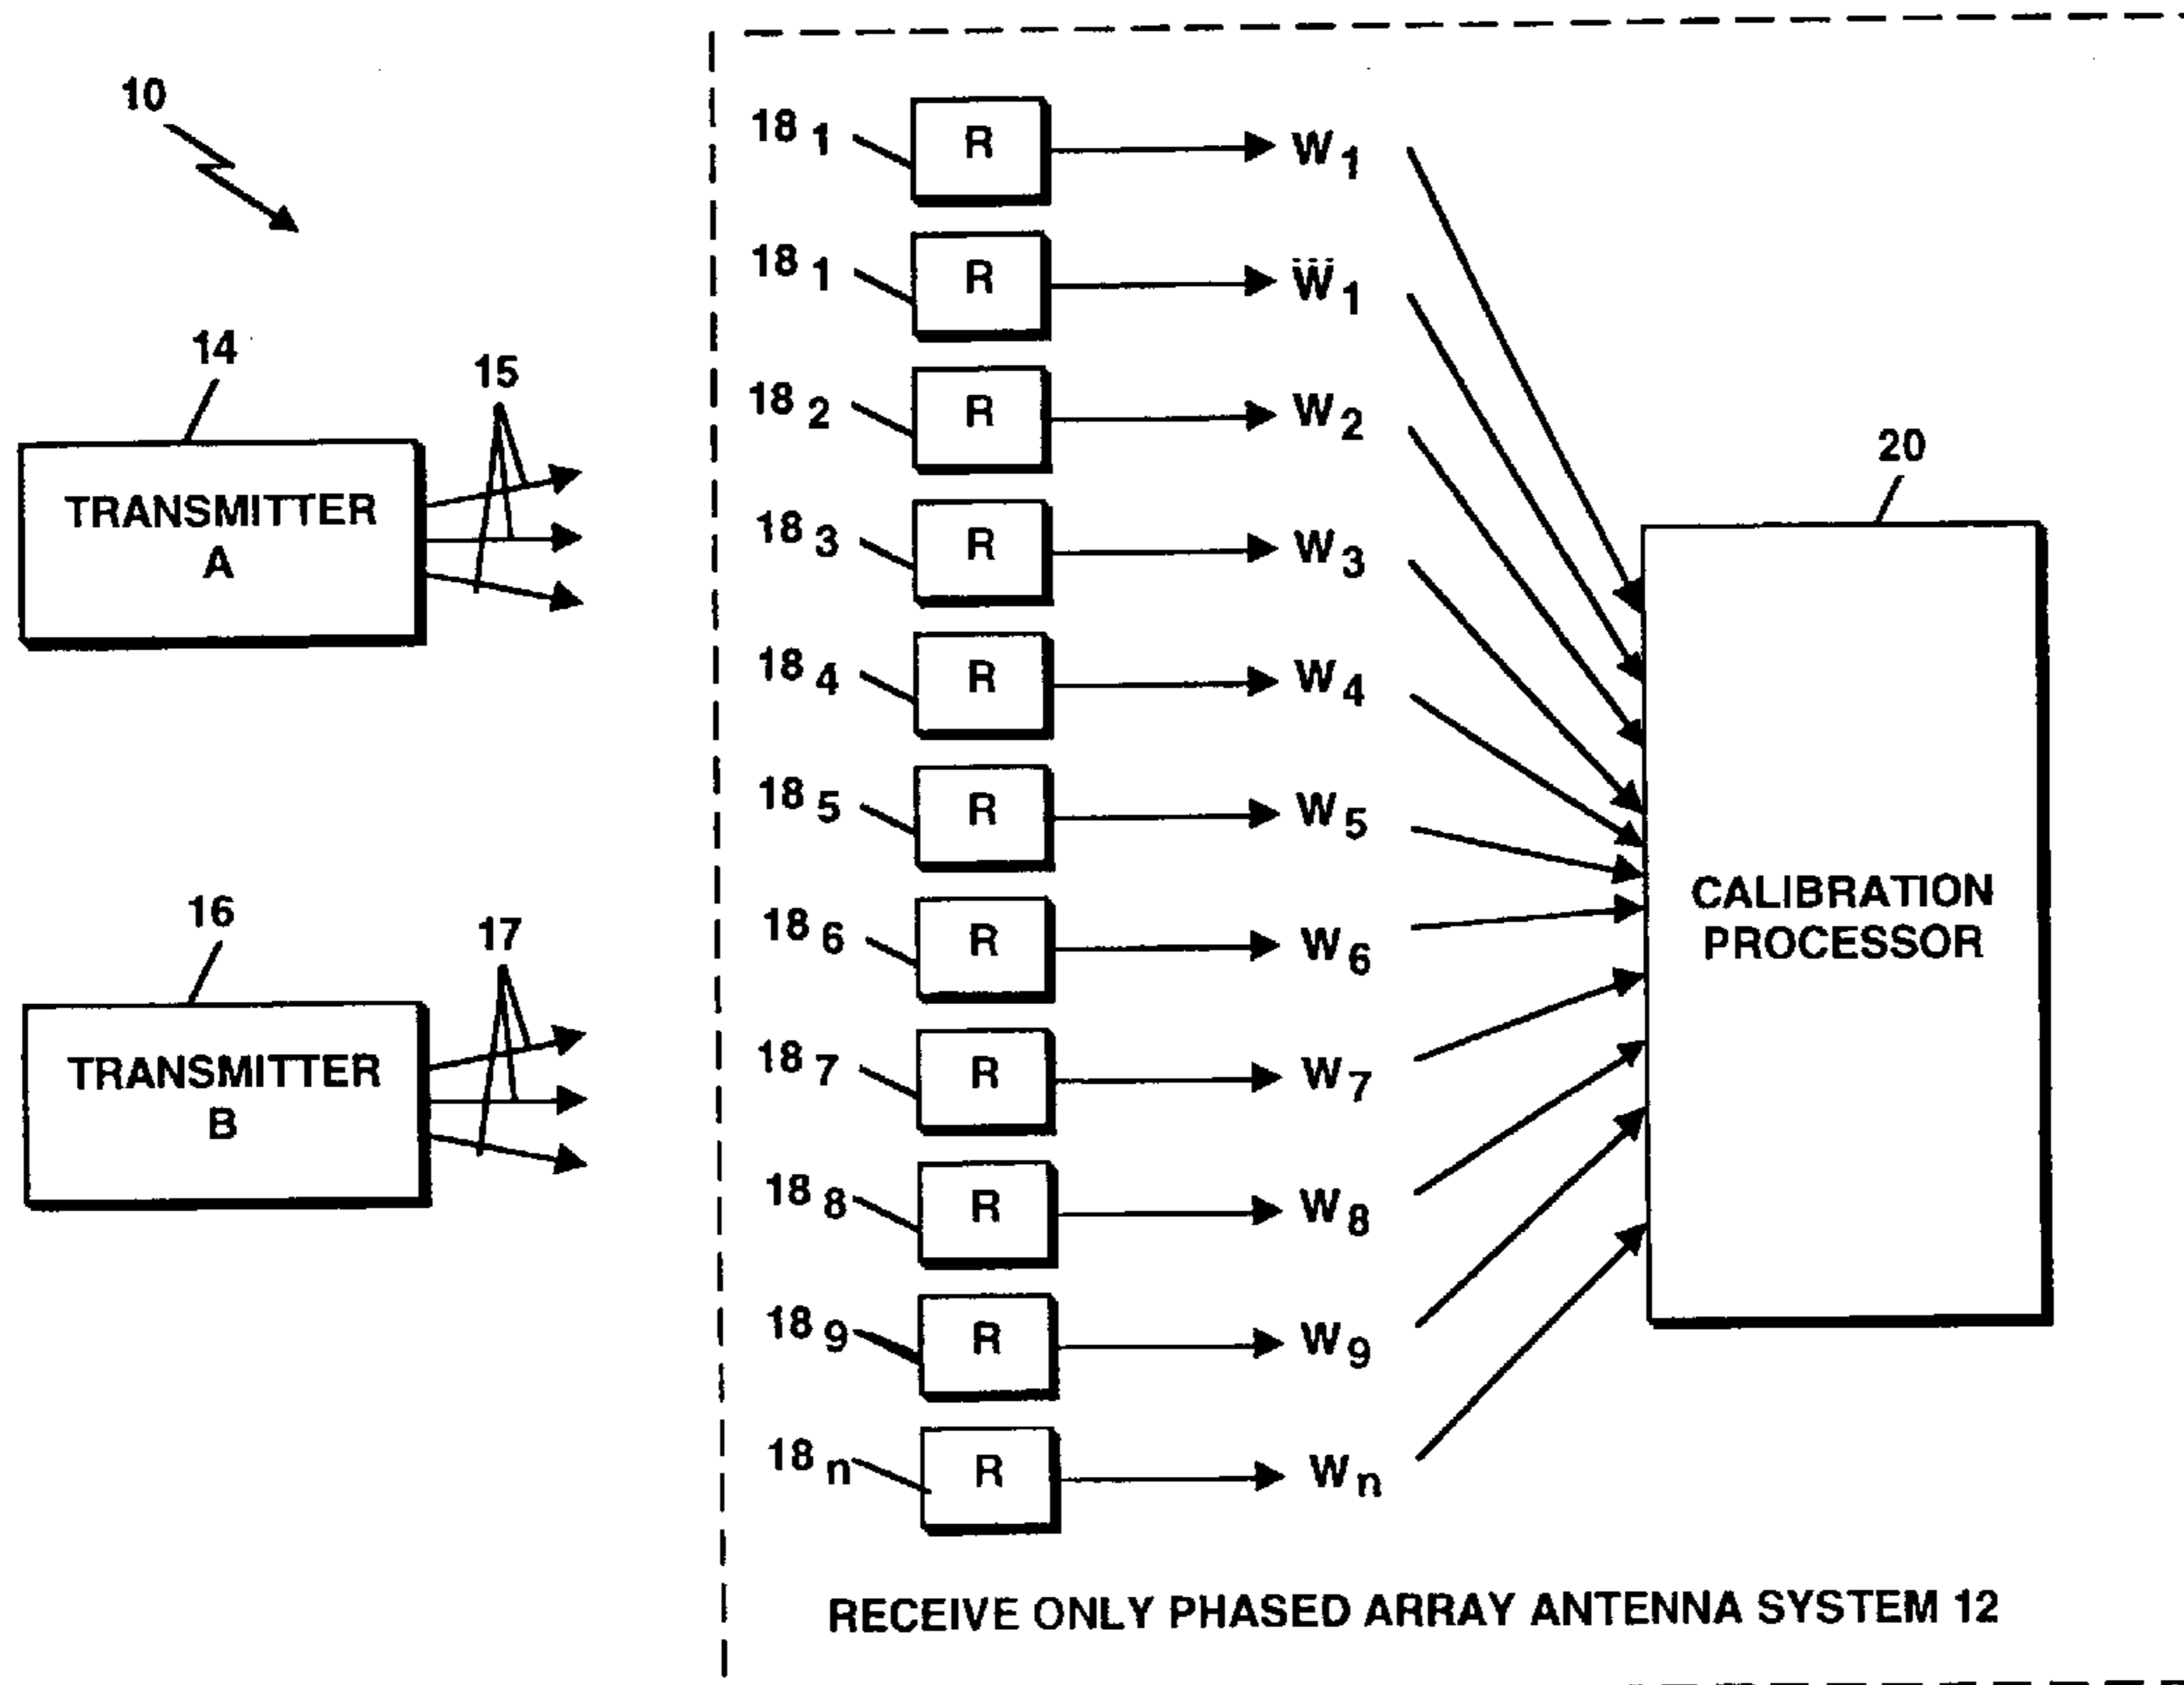 10
14
15
TRANSMITTER
A
16
17
TRANSMITTER
B
18 1 R W 1
18 1 R Ẅ 1
18 2 R W 2
18 3 R W 3
18 4 R W 4
18 5 R W 5
18 6 R W 6
18 7 R W 7
18 8 R W 8
18 9 R W 9
18 n R W n
20
CALIBRATION
PROCESSOR
RECEIVE ONLY PHASED ARRAY ANTENNA SYSTEM 12